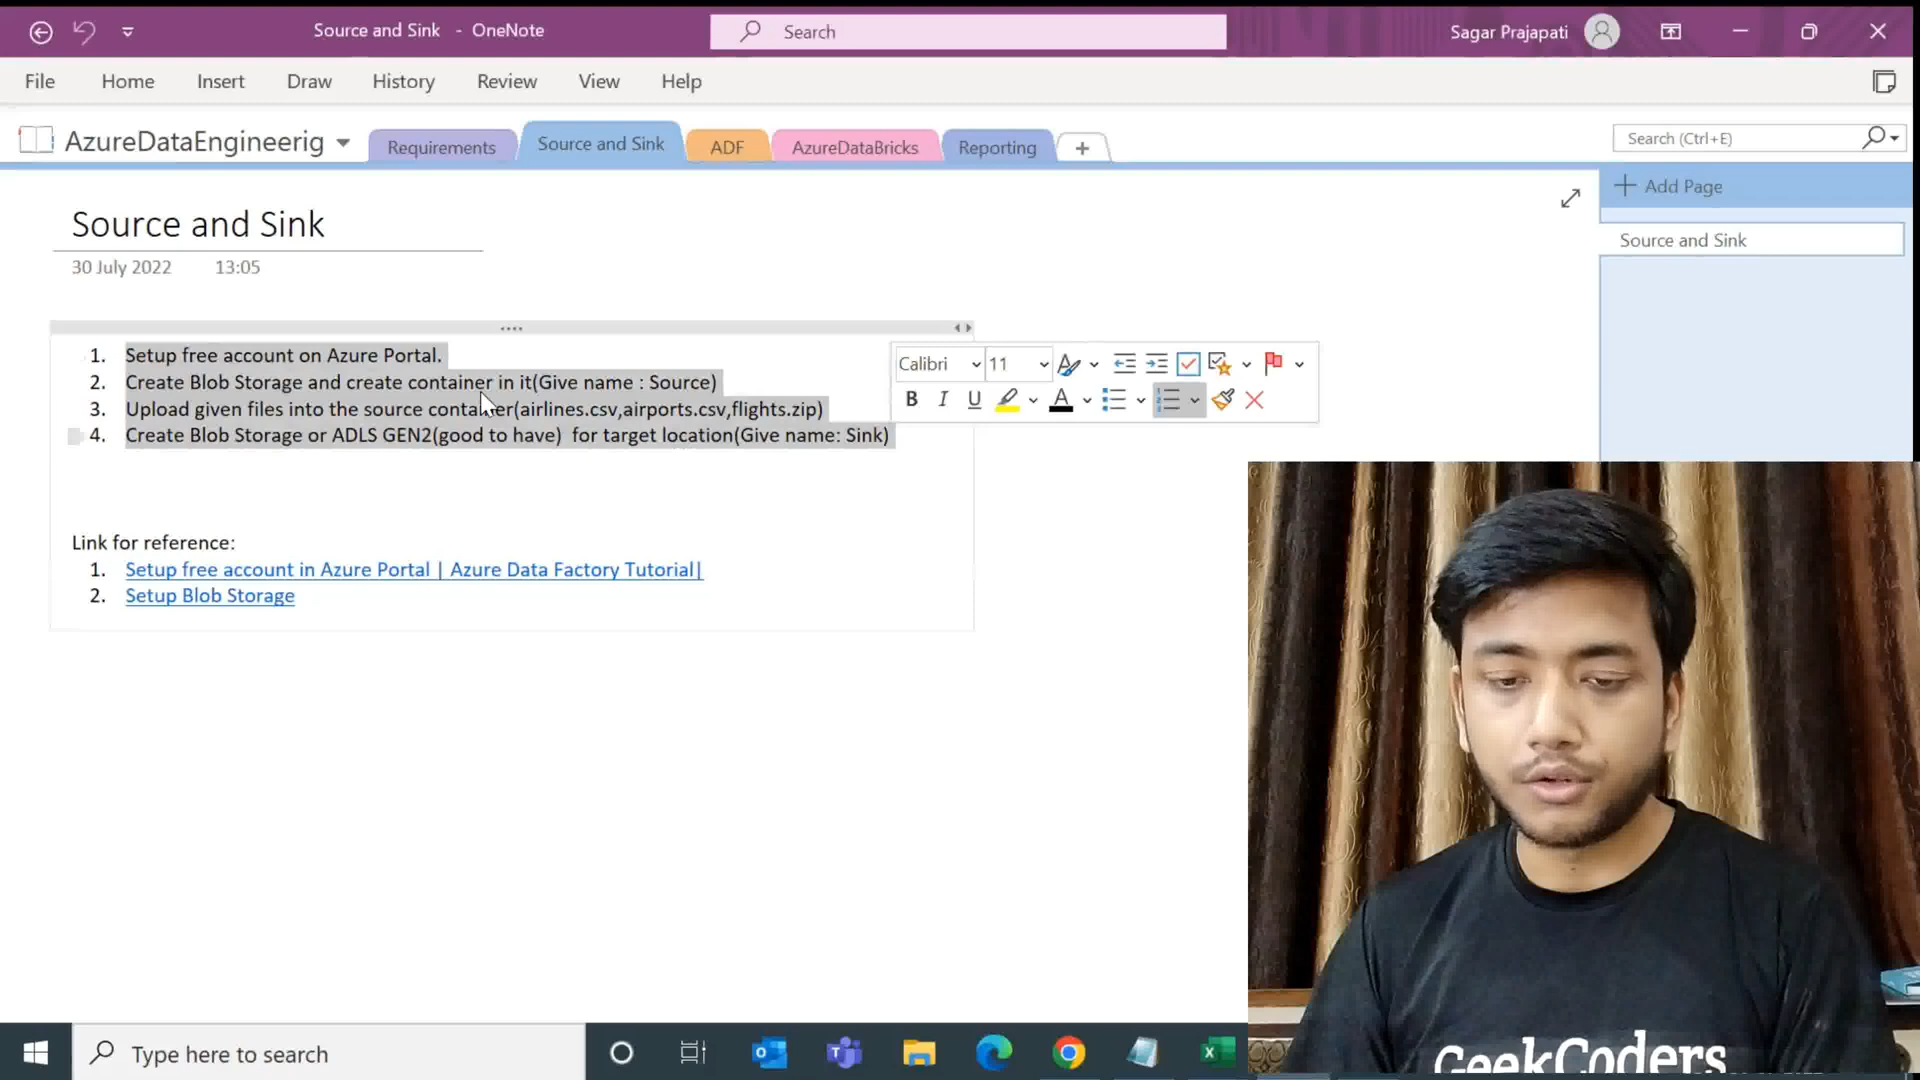 Source and Sink - OneNote
Search
Sagar Prajapati
File Home Insert Draw History Review View Help
AzureDataEngineerig
Requirements
Source and Sink
ADF
AzureDataBricks
Reporting
Search (Ctrl+E)
Add Page
Source and Sink
Source and Sink
30 July 2022 13:05
1. Setup free account on Azure Portal.
2. Create Blob Storage and create container in it(Give name : Source)
3. Upload given files into the source container(airlines.csv,airports.csv,flights.zip)
4. Create Blob Storage or ADLS GEN2(good to have) for target location(Give name: Sink)
Calibri 11
B I U A
Link for reference:
1. Setup free account in Azure Portal | Azure Data Factory Tutorial|
2. Setup Blob Storage
GeekCoders
Type here to search